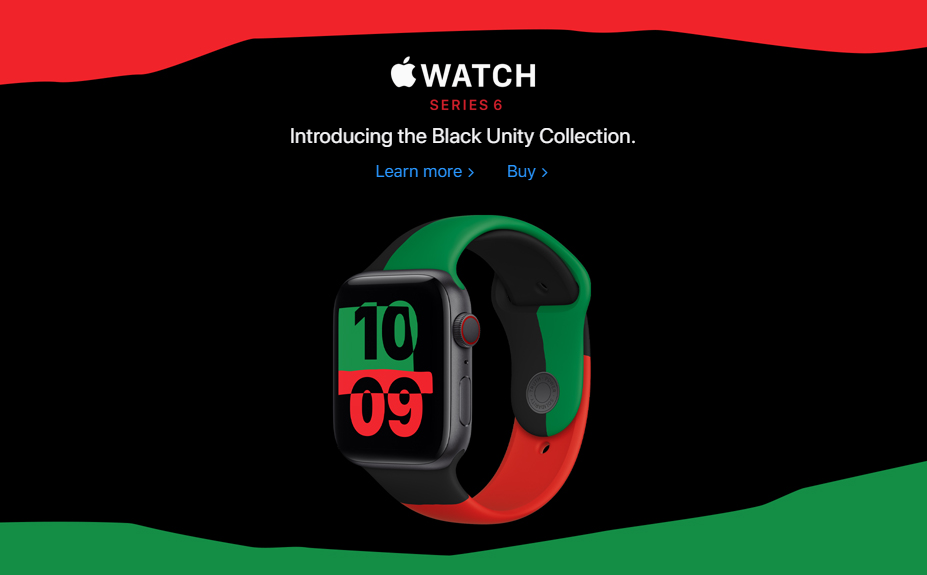 WATCH
SERIES 6
Introducing the Black Unity Collection.
Learn more >
Buy >
10
09